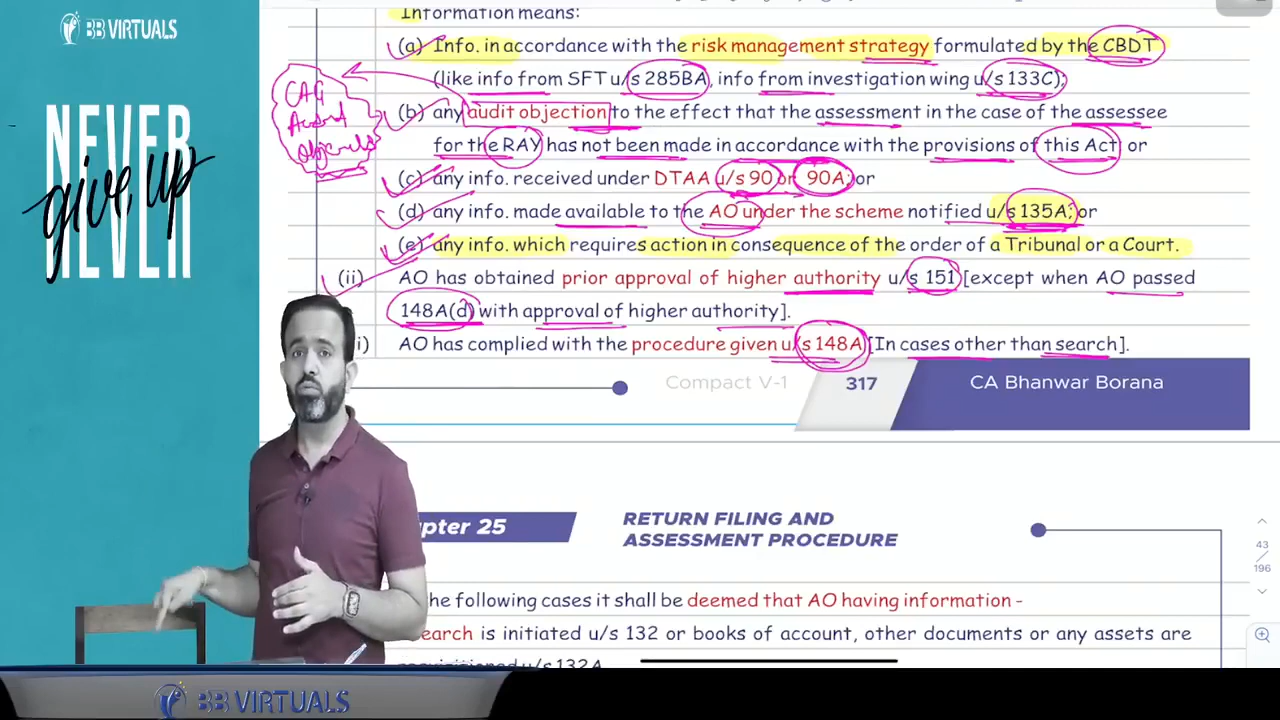 BB VIRTUALS
NEVER
give up
NEVER
Information means:
(a) Info. in accordance with the risk management strategy formulated by the CBDT
(like info from SFT u/s 285BA, info from investigation wing u/s 133C);
(b) any audit objection to the effect that the assessment in the case of the assessee
for the RAY has not been made in accordance with the provisions of this Act or
(c) any info. received under DTAA u/s 90 or 90A; or
(d) any info. made available to the AO under the scheme notified u/s 135A; or
(e) any info. which requires action in consequence of the order of a Tribunal or a Court.
CAG
(ii) AO has obtained prior approval of higher authority u/s 151 [except when AO passed
148A(d) with approval of higher authority].
i) AO has complied with the procedure given u/s 148A [In cases other than search].
Compact V-1 317 CA Bhanwar Borana
pter 25 RETURN FILING AND
ASSESSMENT PROCEDURE
43
/
196
he following cases it shall be deemed that AO having information -
earch is initiated u/s 132 or books of account, other documents or any assets are
requisitioned u/s 132A
BB VIRTUALS